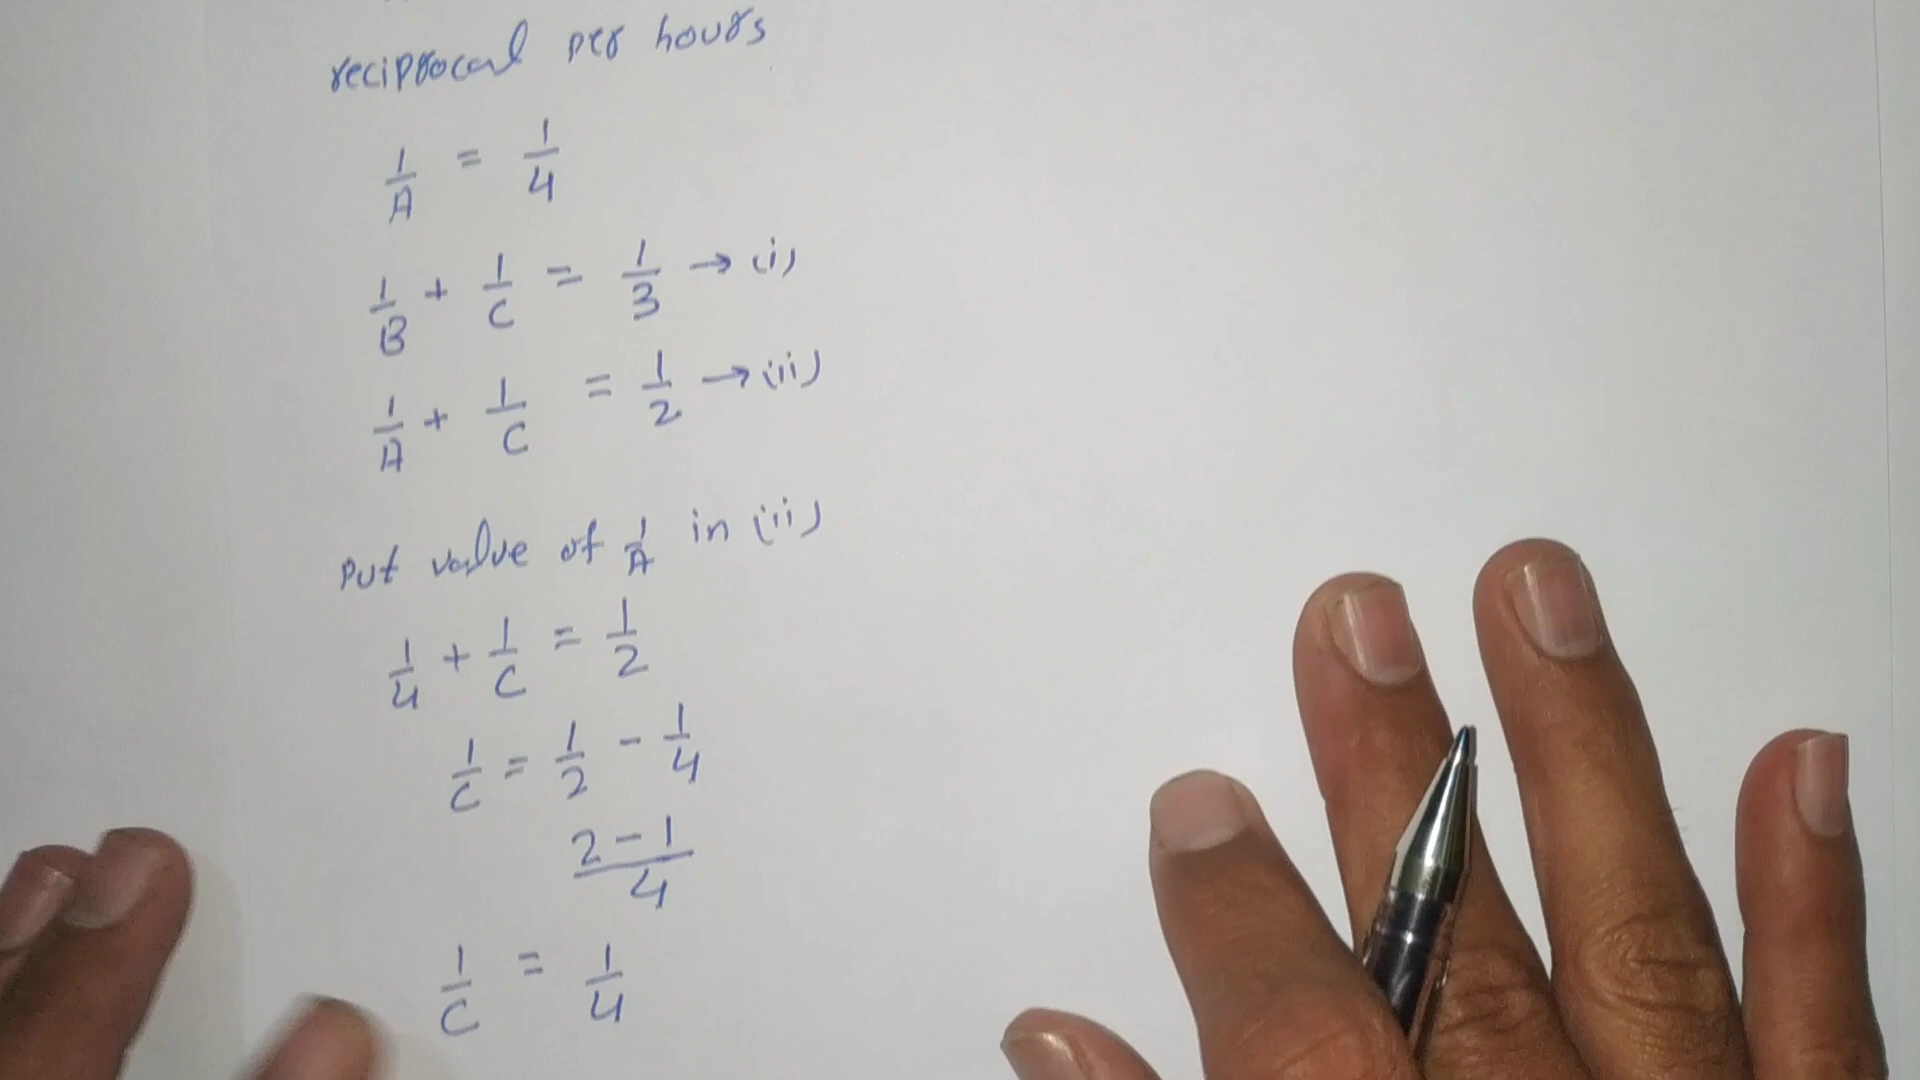 reciprocal per hours
1/A = 1/4
1/B + 1/C = 1/3 → (i)
1/A + 1/C = 1/2 → (ii)
put value of 1/A in (ii)
1/4 + 1/C = 1/2
1/C = 1/2 - 1/4
2-1/4
1/C = 1/4